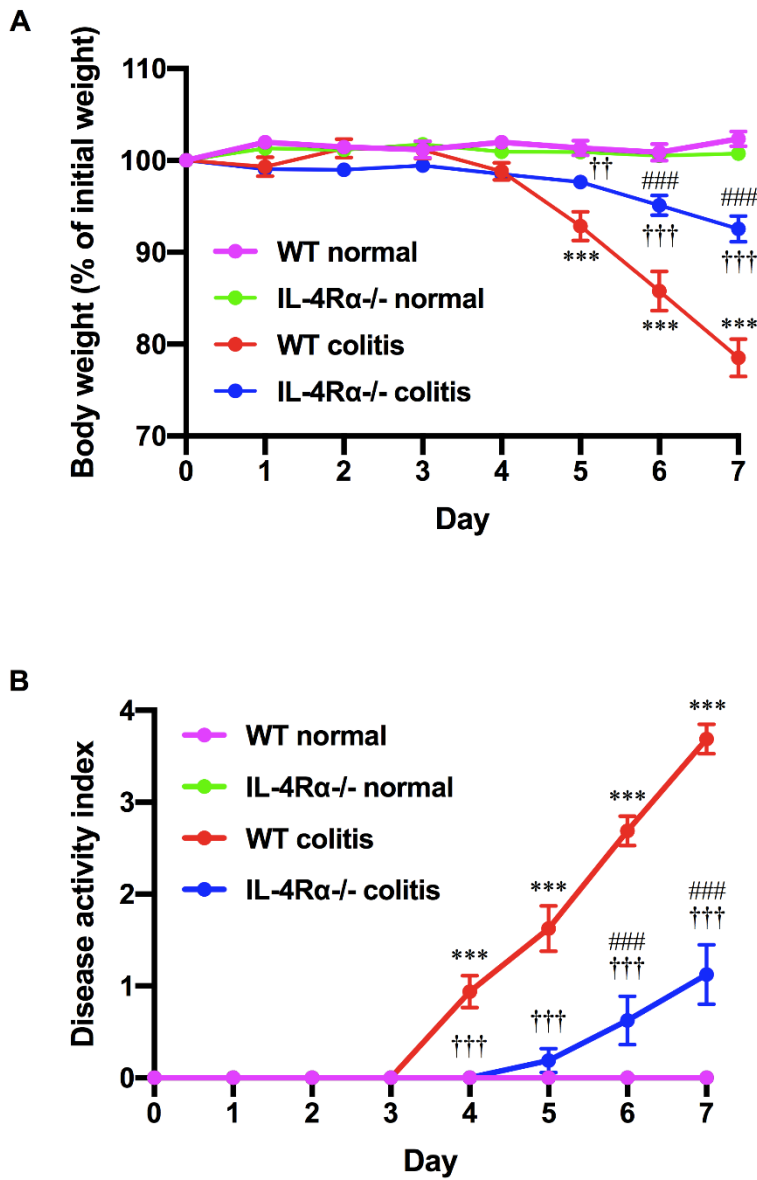 A
Body weight (% of initial weight)
110
100
90
80
70
††
###
###
†††
†††
***
***
***
WT normal
IL-4Rα-/- normal
WT colitis
IL-4Rα-/- colitis
0 1 2 3 4 5 6 7
Day
B
Disease activity index
4
3
2
1
0
WT normal
IL-4Rα-/- normal
WT colitis
IL-4Rα-/- colitis
***
***
***
***
###
†††
###
†††
†††
†††
0 1 2 3 4 5 6 7
Day